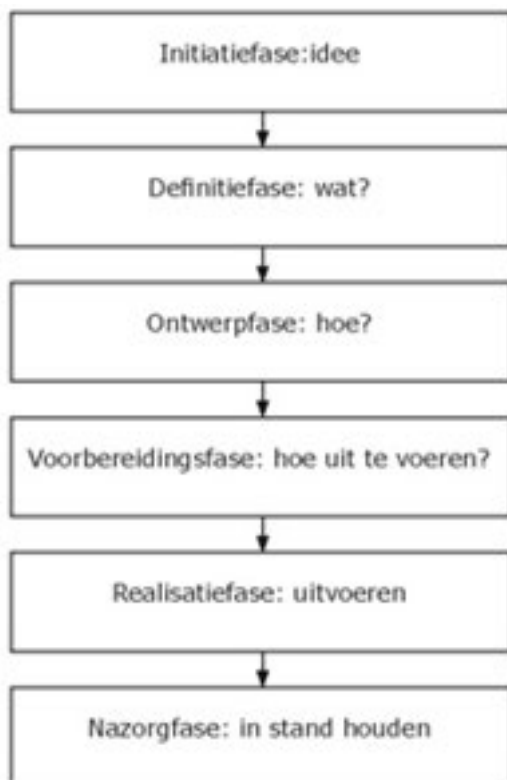 Initiatiefase:idee
Definitiefase: wat?
Ontwerpfase: hoe?
Voorbereidingsfase: hoe uit te voeren?
Realisatiefase: uitvoeren
Nazorgfase: in stand houden